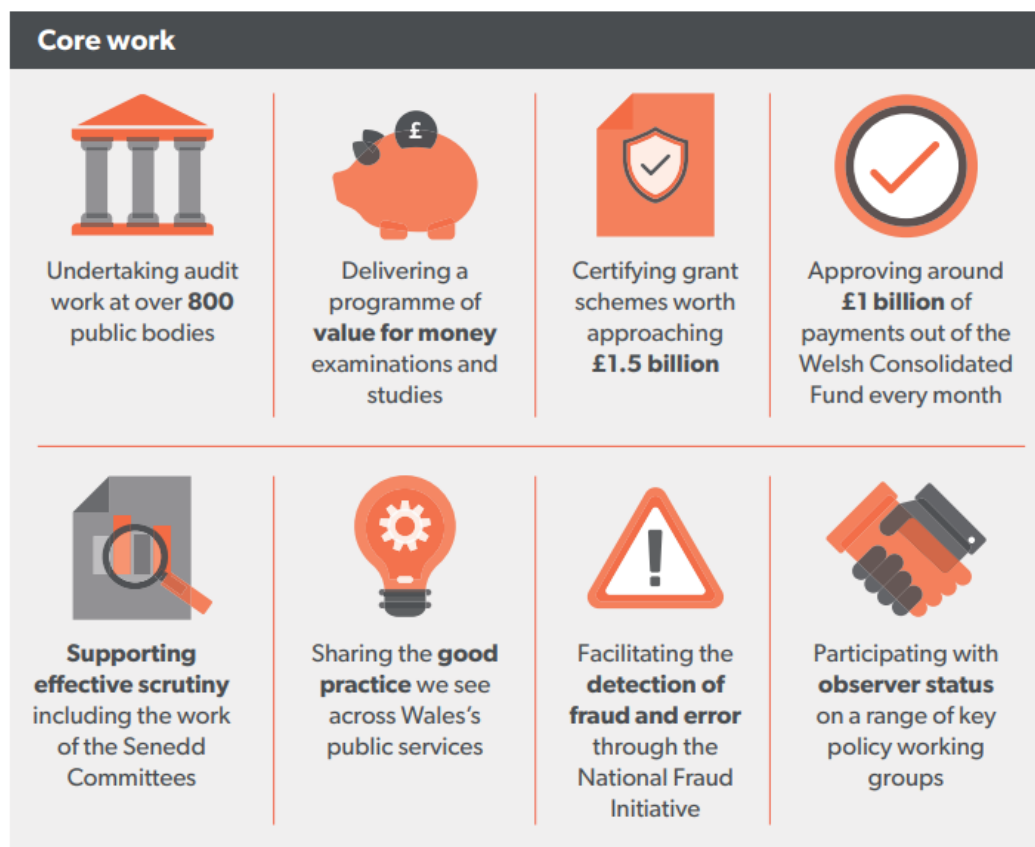 Core work
£
Undertaking audit
work at over 800
public bodies
Delivering a
programme of
value for money
examinations and
studies
Certifying grant
schemes worth
approaching
£1.5 billion
Approving around
£1 billion of
payments out of the
Welsh Consolidated
Fund every month
Supporting
effective scrutiny
including the work
of the Senedd
Committees
Sharing the good
practice we see
across Wales's
public services
Facilitating the
detection of
fraud and error
through the
National Fraud
Initiative
Participating with
observer status
on a range of key
policy working
groups